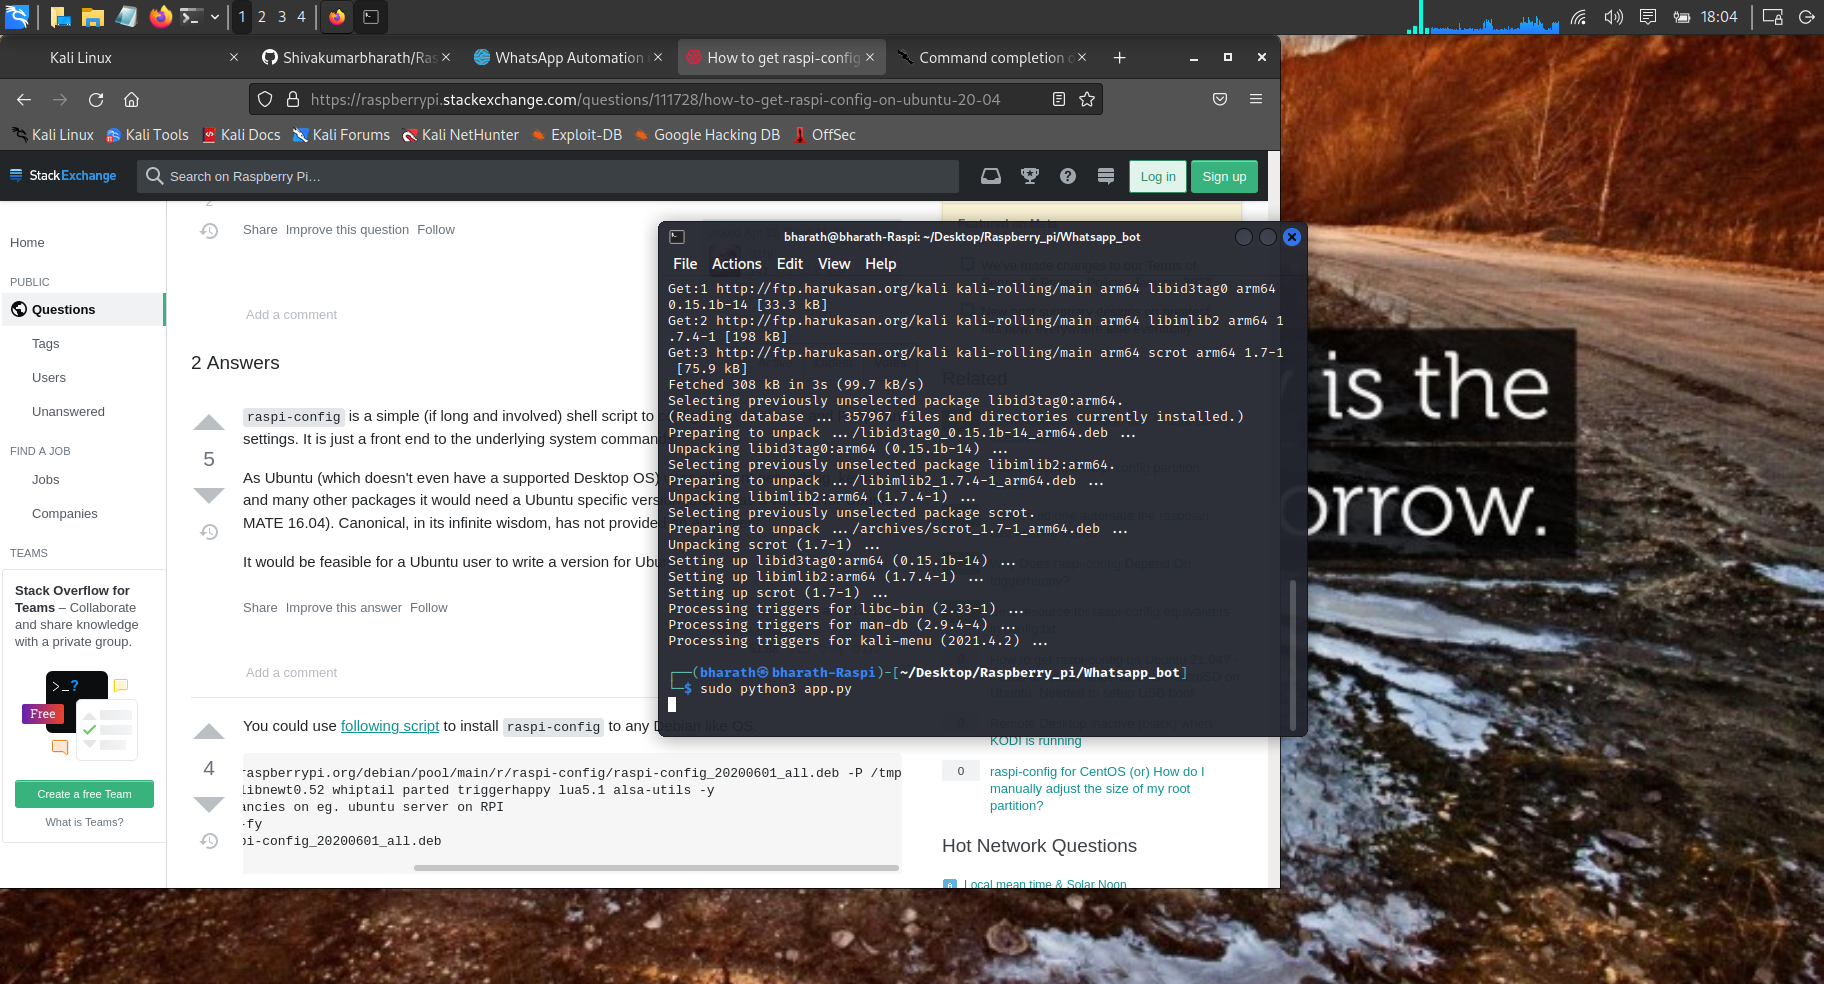 1 2 3 4
18:04
Kali Linux
Shivakumarbharath/Ras
WhatsApp Automation
How to get raspi-config
Command completion
https://raspberrypi.stackexchange.com/questions/111728/how-to-get-raspi-config-on-ubuntu-20-04
Kali Linux Kali Tools Kali Docs Kali Forums Kali NetHunter Exploit-DB Google Hacking DB OffSec
StackExchange
Search on Raspberry Pi...
Log in
Sign up
Home
PUBLIC
Questions
Tags
Users
Unanswered
FIND A JOB
Jobs
Companies
TEAMS
Stack Overflow for
Teams – Collaborate
and share knowledge
with a private group.
>_?
Free
Create a free Team
What is Teams?
Share Improve this question Follow
Add a comment
2 Answers
5
raspi-config is a simple (if long and involved) shell script to
settings. It is just a front end to the underlying system comman
As Ubuntu (which doesn't even have a supported Desktop OS)
and many other packages it would need a Ubuntu specific vers
MATE 16.04). Canonical, in its infinite wisdom, has not provided
It would be feasible for a Ubuntu user to write a version for Ubu
Share Improve this answer Follow
Add a comment
4
You could use following script to install raspi-config to any Debian like OS
raspberrypi.org/debian/pool/main/r/raspi-config/raspi-config_20200601_all.deb -P /tmp
libnewt0.52 whiptail parted triggerhappy lua5.1 alsa-utils -y
ancies on eg. ubuntu server on RPI
-fy
pi-config_20200601_all.deb
bharath@bharath-Raspi: ~/Desktop/Raspberry_pi/Whatsapp_bot
File Actions Edit View Help
Get:1 http://ftp.harukasan.org/kali kali-rolling/main arm64 libid3tag0 arm64
0.15.1b-14 [33.3 kB]
Get:2 http://ftp.harukasan.org/kali kali-rolling/main arm64 libimlib2 arm64 1
.7.4-1 [198 kB]
Get:3 http://ftp.harukasan.org/kali kali-rolling/main arm64 scrot arm64 1.7-1
[75.9 kB]
Fetched 308 kB in 3s (99.7 kB/s)
Selecting previously unselected package libid3tag0:arm64.
(Reading database ... 357967 files and directories currently installed.)
Preparing to unpack .../libid3tag0_0.15.1b-14_arm64.deb ...
Unpacking libid3tag0:arm64 (0.15.1b-14) ...
Selecting previously unselected package libimlib2:arm64.
Preparing to unpack .../libimlib2_1.7.4-1_arm64.deb ...
Unpacking libimlib2:arm64 (1.7.4-1) ...
Selecting previously unselected package scrot.
Preparing to unpack .../archives/scrot_1.7-1_arm64.deb ...
Unpacking scrot (1.7-1) ...
Setting up libid3tag0:arm64 (0.15.1b-14) ...
Setting up libimlib2:arm64 (1.7.4-1) ...
Setting up scrot (1.7-1) ...
Processing triggers for libc-bin (2.33-1) ...
Processing triggers for man-db (2.9.4-4) ...
Processing triggers for kali-menu (2021.4.2) ...
┌──(bharath㉿bharath-Raspi)-[~/Desktop/Raspberry_pi/Whatsapp_bot]
└─$ sudo python3 app.py
Related
KODI is running
0
raspi-config for CentOS (or) How do I
manually adjust the size of my root
partition?
Hot Network Questions
Local mean time & Solar Noon
is the
orrow.